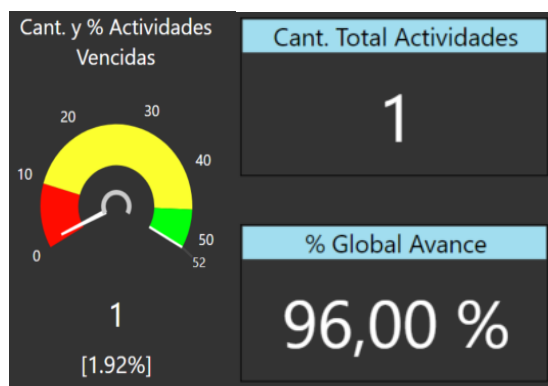 Cant. y % Actividades
Vencidas
0
10
20
30
40
50
52
1
[1.92%]
Cant. Total Actividades
1
% Global Avance
96,00 %